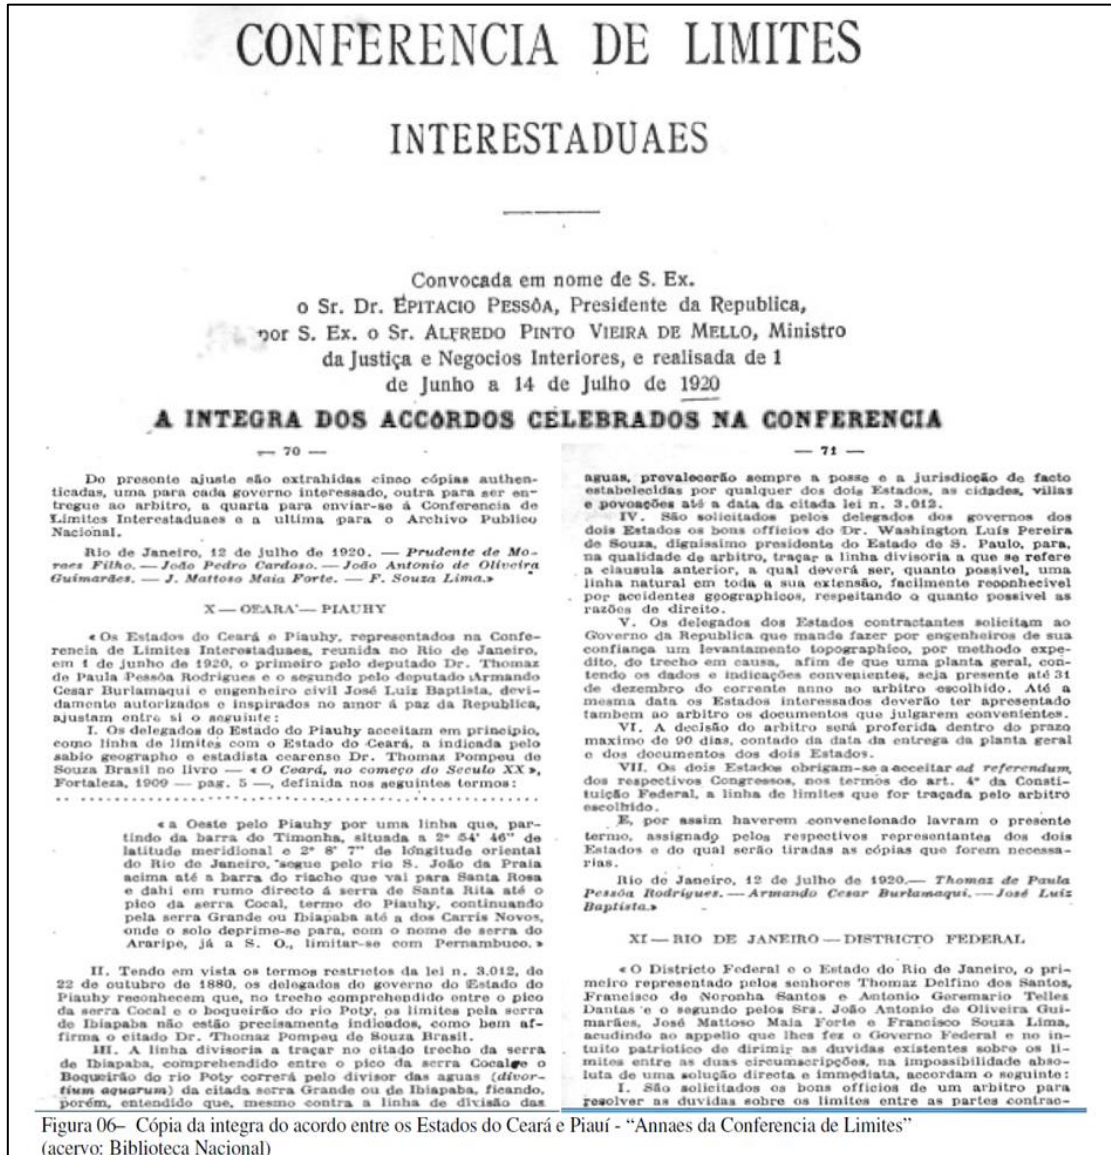 CONFERENCIA DE LIMITES
INTERESTADUAES
Convocada em nome de S. Ex.
o Sr. Dr. EPITACIO PESSÔA, Presidente da Republica,
por S. Ex. o Sr. ALFREDO PINTO VIEIRA DE MELLO, Ministro
da Justiça e Negocios Interiores, e realisada de 1
de Junho a 14 de Julho de 1920
A INTEGRA DOS ACCORDOS CELEBRADOS NA CONFERENCIA
— 70 —
Do presente ajuste são extrahidas cinco cópias authen-
ticadas, uma para cada governo interessado, outra para ser en-
tregue ao arbitro, a quarta para enviar-se á Conferencia de
Limites Interestaduaes e a ultima para o Archivo Publico
Nacional.
Rio de Janeiro, 12 de julho de 1920. — Prudente de Mo-
raes Filho. — João Pedro Cardoso. — João Antonio de Oliveira
Guimarães. — J. Mattoso Maia Forte. — F. Souza Lima.»
X — CEARA' — PIAUHY
« Os Estados do Ceará e Piauhy, representados na Confe-
rencia de Limites Interestaduaes, reunida no Rio de Janeiro,
em 1 de junho de 1920, o primeiro pelo deputado Dr. Thomaz
de Paula Pessôa Rodrigues e o segundo pelo deputado Armando
Cesar Burlamaqui e engenheiro civil José Luiz Baptista, devi-
damente autorizados e inspirados no amor á paz da Republica,
ajustam entre si o seguinte :
I. Os delegados do Estado do Piauhy acceitam em principio,
como linha de limites com o Estado do Ceará, a indicada pelo
sabio geographo e estadista cearense Dr. Thomaz Pompeu de
Souza Brasil no livro — « O Ceará, no começo do Seculo XX »,
Fortaleza, 1909 — pag. 5 —, definida nos seguintes termos :
« a Oeste pelo Piauhy por uma linha que, par-
tindo da barra do Timonha, situada a 2° 54' 46" de
latitude meridional e 2° 8' 7" de longitude oriental
do Rio de Janeiro, segue pelo rio S. João da Praia
acima até a barra do riacho que vai para Santa Rosa
e dahi em rumo directo á serra de Santa Rita até o
pico da serra Cocal, termo do Piauhy, continuando
pela serra Grande ou Ibiapaba até a dos Carris Novos,
onde o solo deprime-se para, com o nome de serra do
Araripe, já a S. O., limitar-se com Pernambuco. »
II. Tendo em vista os termos restrictos da lei n. 3.012, de
22 de outubro de 1880, os delegados do governo do Estado do
Piauhy reconhecem que, no trecho comprehendido entre o pico
da serra Cocal e o boqueirão do rio Poty, os limites pela serra
de Ibiapaba não estão precisamente indicados, como bem af-
firma o citado Dr. Thomaz Pompeu de Souza Brasil.
III. A linha divisoria a traçar no citado trecho da serra
de Ibiapaba, comprehendido entre o pico da serra Cocal e o
Boqueirão do rio Poty correrá pelo divisor das aguas (divor-
tium aquarum) da citada serra Grande ou de Ibiapaba, ficando,
porém, entendido que, mesmo contra a linha de divisão das
— 71 —
aguas, prevalecerão sempre a posse e a jurisdicção de facto
estabelecidas por qualquer dos dois Estados, as cidades, villas
e povoações até a data da citada lei n. 3.012.
IV. São solicitados pelos delegados dos governos dos
dois Estados os bons officios do Dr. Washington Luís Pereira
de Souza, dignissimo presidente do Estado de S. Paulo, para,
na qualidade de arbitro, traçar a linha divisoria a que se refere
a clausula anterior, a qual deverá ser, quanto possivel, uma
linha natural em toda a sua extensão, facilmente reconhecivel
por accidentes geographicos, respeitando o quanto possivel as
razões de direito.
V. Os delegados dos Estados contractantes solicitam ao
Governo da Republica que mande fazer por engenheiros de sua
confiança um levantamento topographico, por methodo expe-
dito, do trecho em causa, afim de que uma planta geral, con-
tendo os dados e indicações convenientes, seja presente até 31
de dezembro do corrente anno ao arbitro escolhido. Até a
mesma data os Estados interessados deverão ter apresentado
tambem ao arbitro os documentos que julgarem convenientes.
VI. A decisão do arbitro será proferida dentro do prazo
maximo de 90 dias, contado da data da entrega da planta geral
e dos documentos dos dois Estados.
VII. Os dois Estados obrigam-se a acceitar ad referendum,
dos respectivos Congressos, nos termos do art. 4° da Consti-
tuição Federal, a linha de limites que for traçada pelo arbitro
escolhido.
E, por assim haverem convencionado lavram o presente
termo, assignado pelos respectivos representantes dos dois
Estados e do qual serão tiradas as cópias que forem necessa-
rias.
Rio de Janeiro, 12 de julho de 1920.— Thomaz de Paula
Pessôa Rodrigues. — Armando Cesar Burlamaqui. — José Luiz
Baptista.»
XI — RIO DE JANEIRO — DISTRICTO FEDERAL
« O Districto Federal e o Estado do Rio de Janeiro, o pri-
meiro representado pelos senhores Thomaz Delfino dos Santos,
Francisco de Noronha Santos e Antonio Geremario Telles
Dantas e o segundo pelos Srs. João Antonio de Oliveira Gui-
marães, José Mattoso Maia Forte e Francisco Souza Lima,
acudindo ao appello que lhes fez o Governo Federal e no in-
tuito patriotico de dirimir as duvidas existentes sobre os li-
mites entre as duas circumscripções, na impossibilidade abso-
luta de uma solução directa e immediata, accordam o seguinte :
I. São solicitados os bons officios de um arbitro para
resolver as duvidas sobre os limites entre as partes contrac-
Figura 06– Cópia da integra do acordo entre os Estados do Ceará e Piauí - “Annaes da Conferencia de Limites”
(acervo: Biblioteca Nacional)